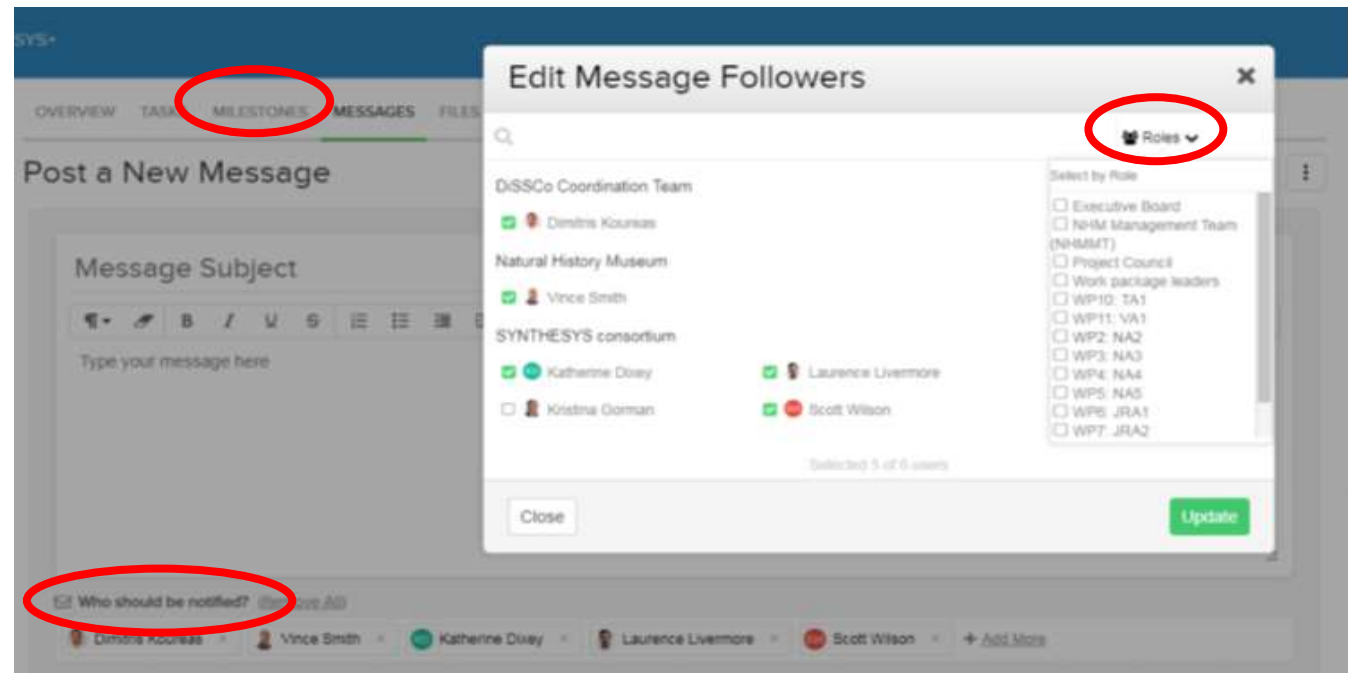 SYS+
OVERVIEW TASKS MILESTONES MESSAGES FILES
Post a New Message
Message Subject
B I U S
Type your message here
Who should be notified? (Remove All)
Dimitris Koureas × Vince Smith × Katherine Dixey × Laurence Livermore × Scott Wilson × + Add More
Edit Message Followers
Roles
DiSSCo Coordination Team
Dimitris Koureas
Natural History Museum
Vince Smith
SYNTHESYS consortium
Katherine Dixey Laurence Livermore
Kristina Gorman Scott Wilson
Selected 5 of 6 users
Select by Role
Executive Board
NHM Management Team
(NHMMT)
Project Council
Work package leaders
WP10: TA1
WP11: VA1
WP2: NA2
WP3: NA3
WP4: NA4
WP5: NA5
WP6: JRA1
WP7: JRA2
Close Update